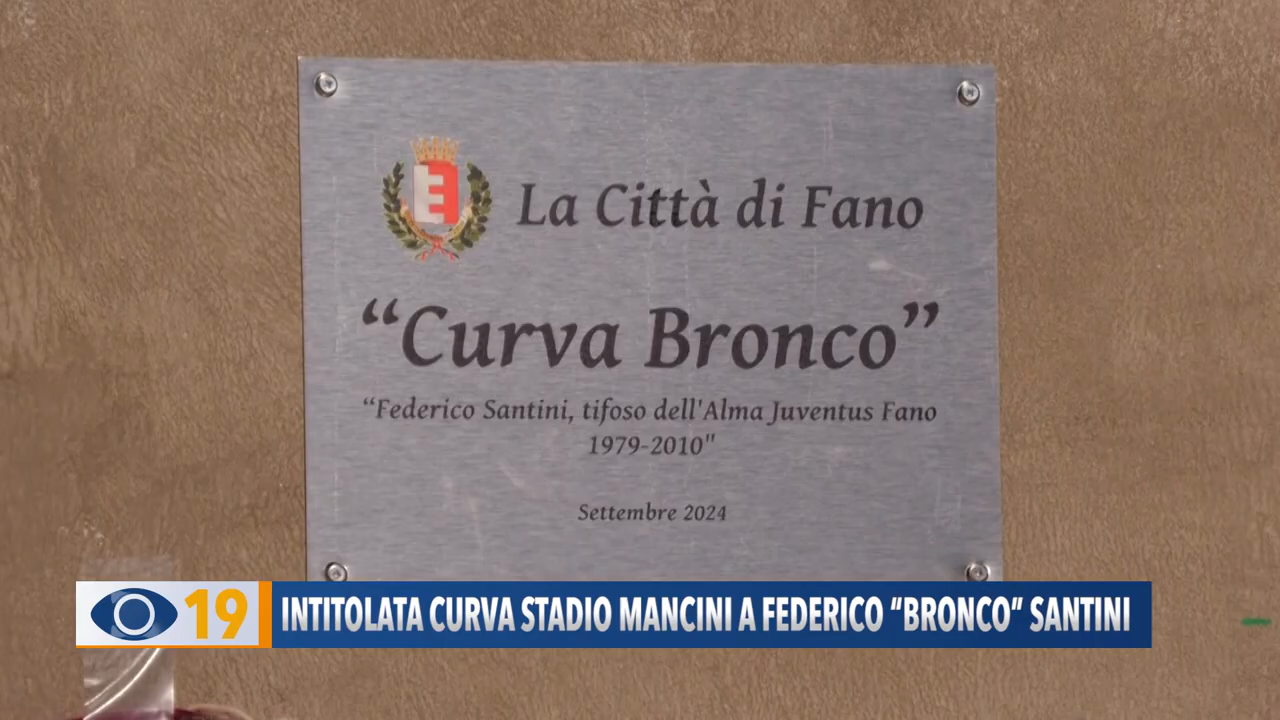 La Città di Fano
“Curva Bronco”
“Federico Santini, tifoso dell'Alma Juventus Fano
1979-2010"
Settembre 2024
19
INTITOLATA CURVA STADIO MANCINI A FEDERICO “BRONCO” SANTINI